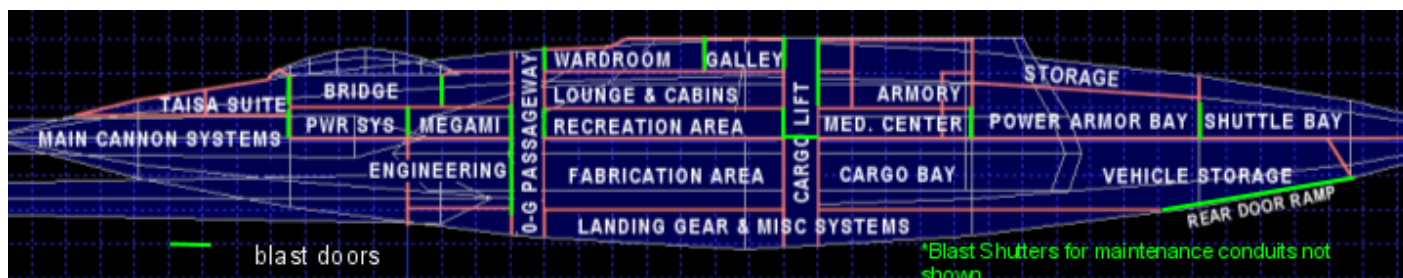 WARDROOM
GALLEY
STORAGE
TAISA SUITE
BRIDGE
LOUNGE & CABINS
ARMORY
MAIN CANNON SYSTEMS
PWR SYS
MEGAMI
RECREATION AREA
MED. CENTER
POWER ARMOR BAY
SHUTTLE BAY
0-G PASSAGEWAY
CARGO LIFT
ENGINEERING
FABRICATION AREA
CARGO BAY
VEHICLE STORAGE
REAR DOOR RAMP
LANDING GEAR & MISC SYSTEMS
blast doors
*Blast Shutters for maintenance conduits not
shown